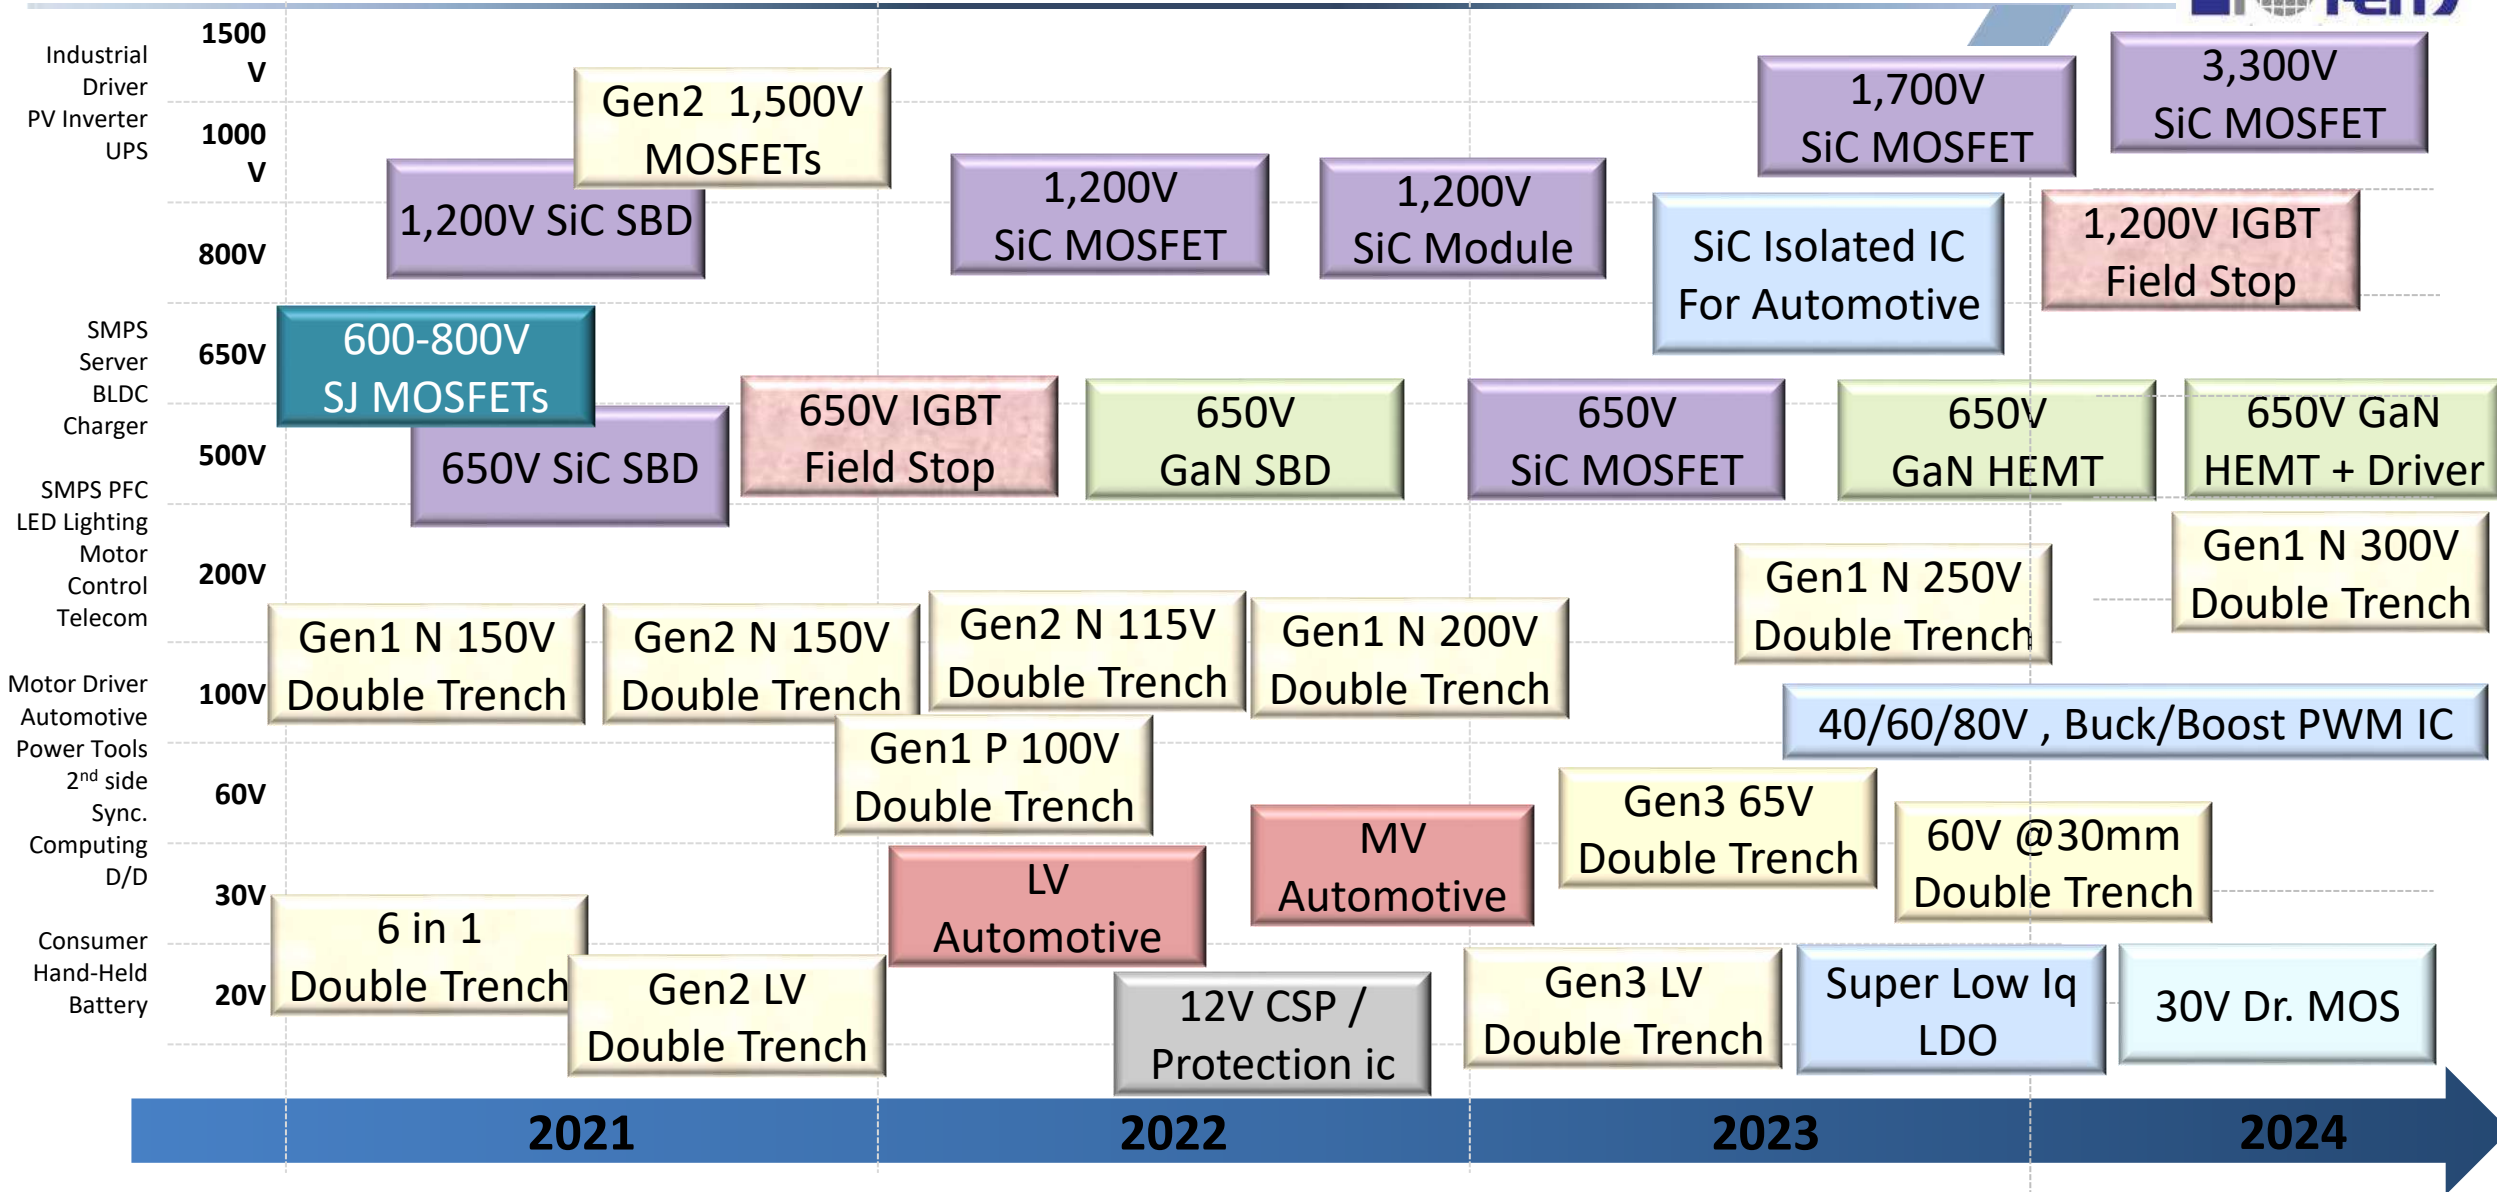 Industrial
Driver
PV Inverter
UPS
SMPS
Server
BLDC
Charger
SMPS PFC
LED Lighting
Motor
Control
Telecom
Motor Driver
Automotive
Power Tools
2nd side
Sync.
Computing
D/D
Consumer
Hand-Held
Battery
1500
V
1000
V
800V
650V
500V
200V
100V
60V
30V
20V
Gen2 1,500V
MOSFETs
1,700V
SiC MOSFET
3,300V
SiC MOSFET
1,200V SiC SBD
1,200V
SiC MOSFET
1,200V
SiC Module
SiC Isolated IC
For Automotive
1,200V IGBT
Field Stop
600-800V
SJ MOSFETs
650V SiC SBD
650V IGBT
Field Stop
650V
GaN SBD
650V
SiC MOSFET
650V
GaN HEMT
650V GaN
HEMT + Driver
Gen1 N 150V
Double Trench
Gen2 N 150V
Double Trench
Gen2 N 115V
Double Trench
Gen1 N 200V
Double Trench
Gen1 N 250V
Double Trench
Gen1 N 300V
Double Trench
Gen1 P 100V
Double Trench
40/60/80V , Buck/Boost PWM IC
LV
Automotive
MV
Automotive
Gen3 65V
Double Trench
60V @30mm
Double Trench
6 in 1
Double Trench
Gen2 LV
Double Trench
12V CSP /
Protection ic
Gen3 LV
Double Trench
Super Low Iq
LDO
30V Dr. MOS
2021
2022
2023
2024